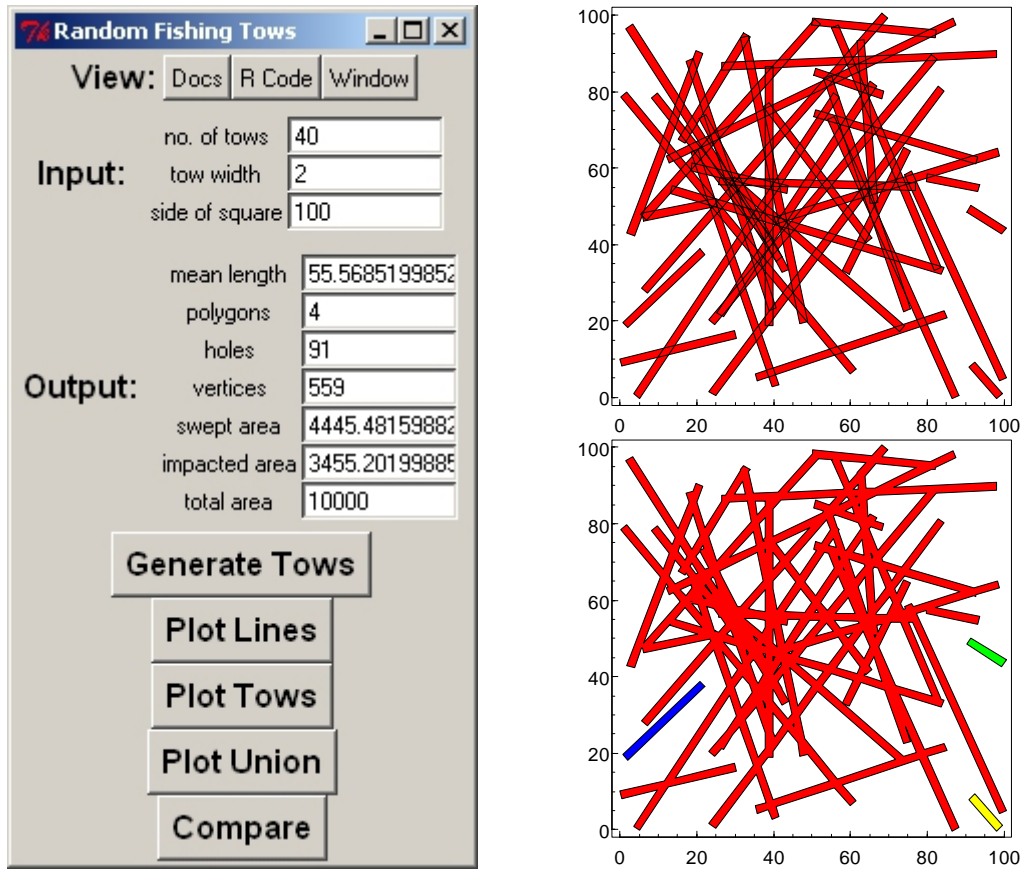 Random Fishing Tows
View: Docs R Code Window
Input:
no. of tows 40
tow width 2
side of square 100
Output:
mean length 55.5685199852
polygons 4
holes 91
vertices 559
swept area 4445.48159882
impacted area 3455.20199885
total area 10000
Generate Tows
Plot Lines
Plot Tows
Plot Union
Compare
100
80
60
40
20
0
0 20 40 60 80 100
100
80
60
40
20
0
0 20 40 60 80 100